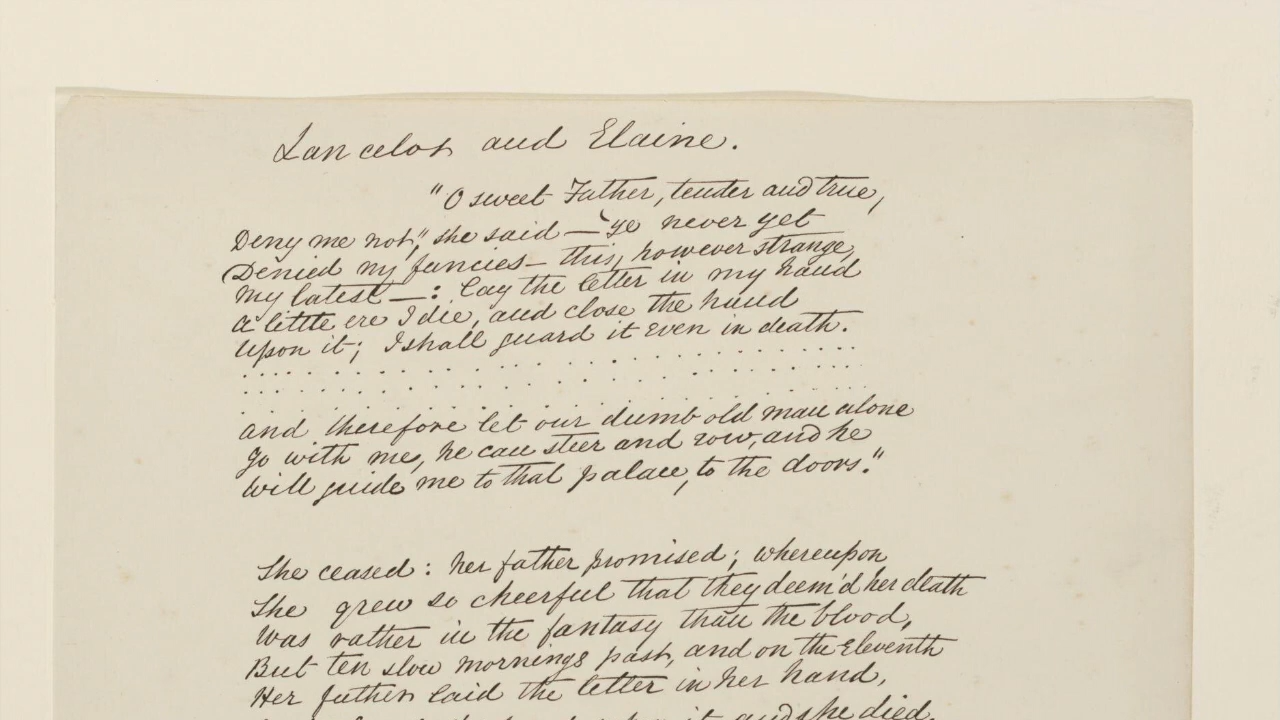 Lancelot and Elaine.
"O sweet Father, tender and true,
Deny me not," she said — 'ye never yet
Denied my fancies — this, however strange,
My latest —: lay the letter in my hand
a little ere I die, and close the hand
upon it; I shall guard it even in death.
and therefore let our dumb old man alone
go with me, he can steer and row, and he
will guide me to that palace, to the doors."
She ceased: her father promised; whereupon
She grew so cheerful that they deem'd her death
was rather in the fantasy than the blood,
But ten slow mornings past, and on the Eleventh
Her father laid the letter in her hand,
it, and she died.